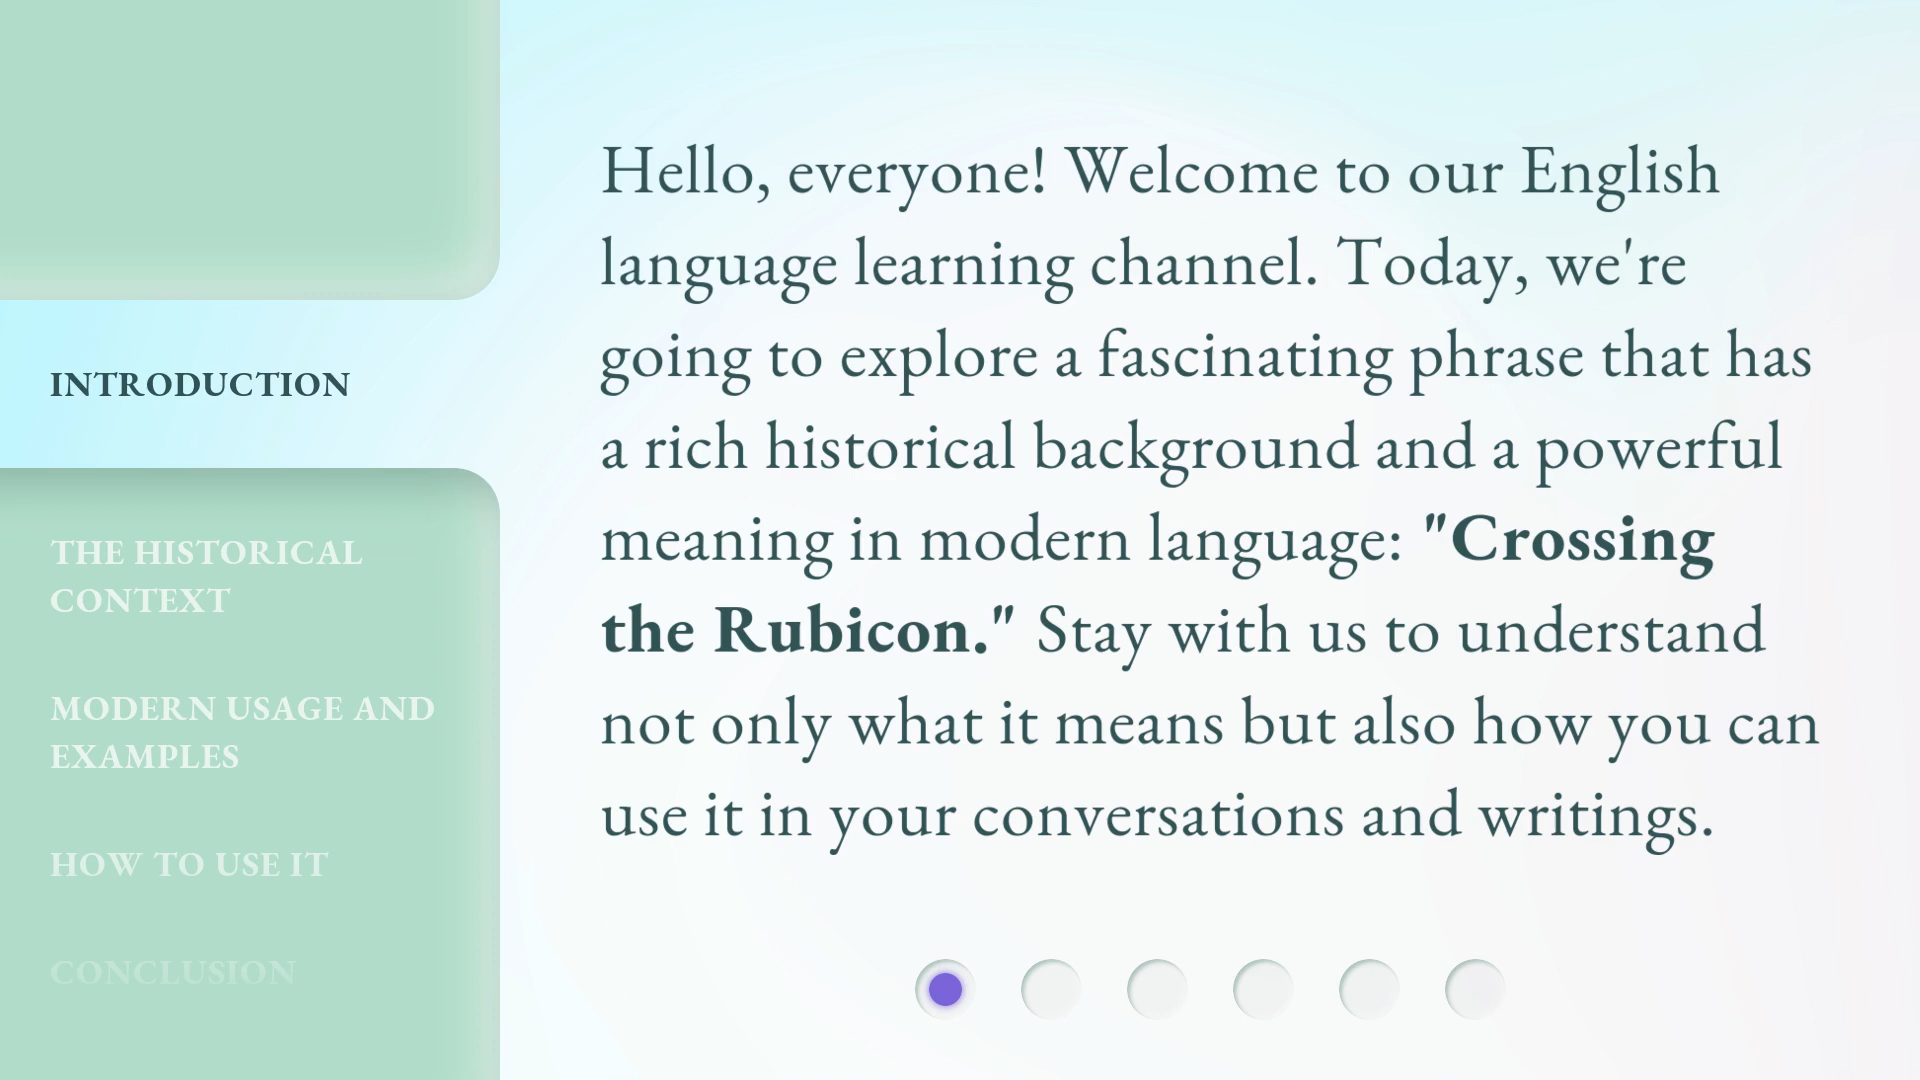 INTRODUCTION
THE HISTORICAL
CONTEXT
MODERN USAGE AND
EXAMPLES
HOW TO USE IT
CONCLUSION
Hello, everyone! Welcome to our English
language learning channel. Today, we're
going to explore a fascinating phrase that has
a rich historical background and a powerful
meaning in modern language: "Crossing
the Rubicon." Stay with us to understand
not only what it means but also how you can
use it in your conversations and writings.